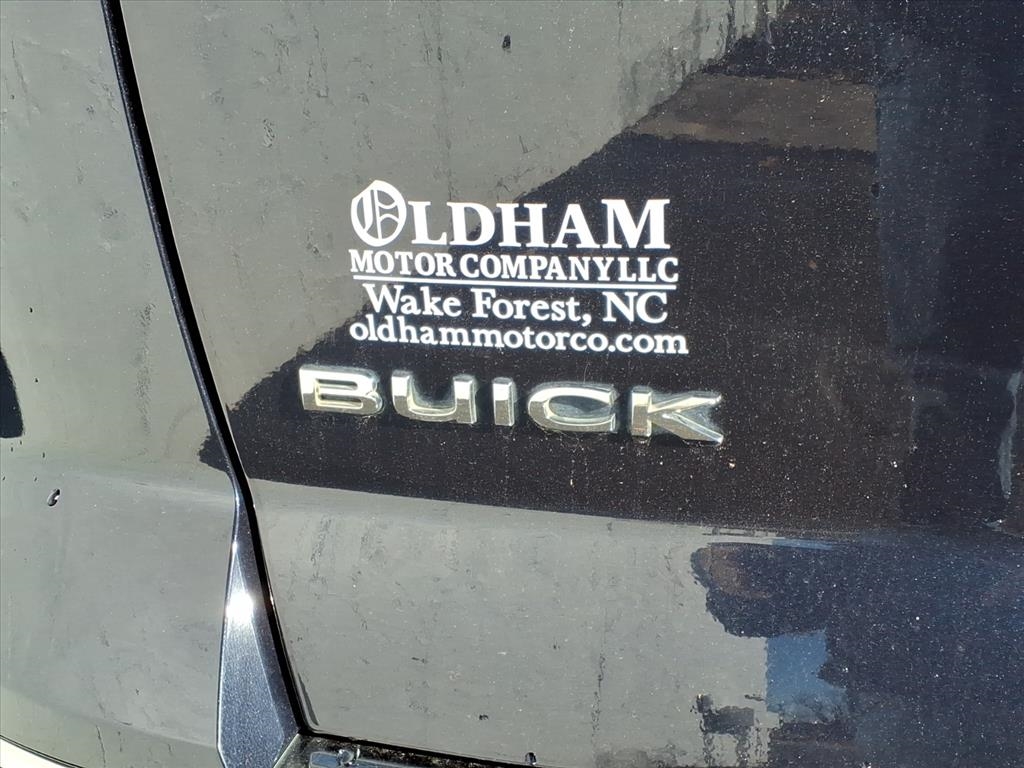 OLDHAM
MOTOR COMPANY LLC
Wake Forest, NC
oldhammotorco.com
BUICK